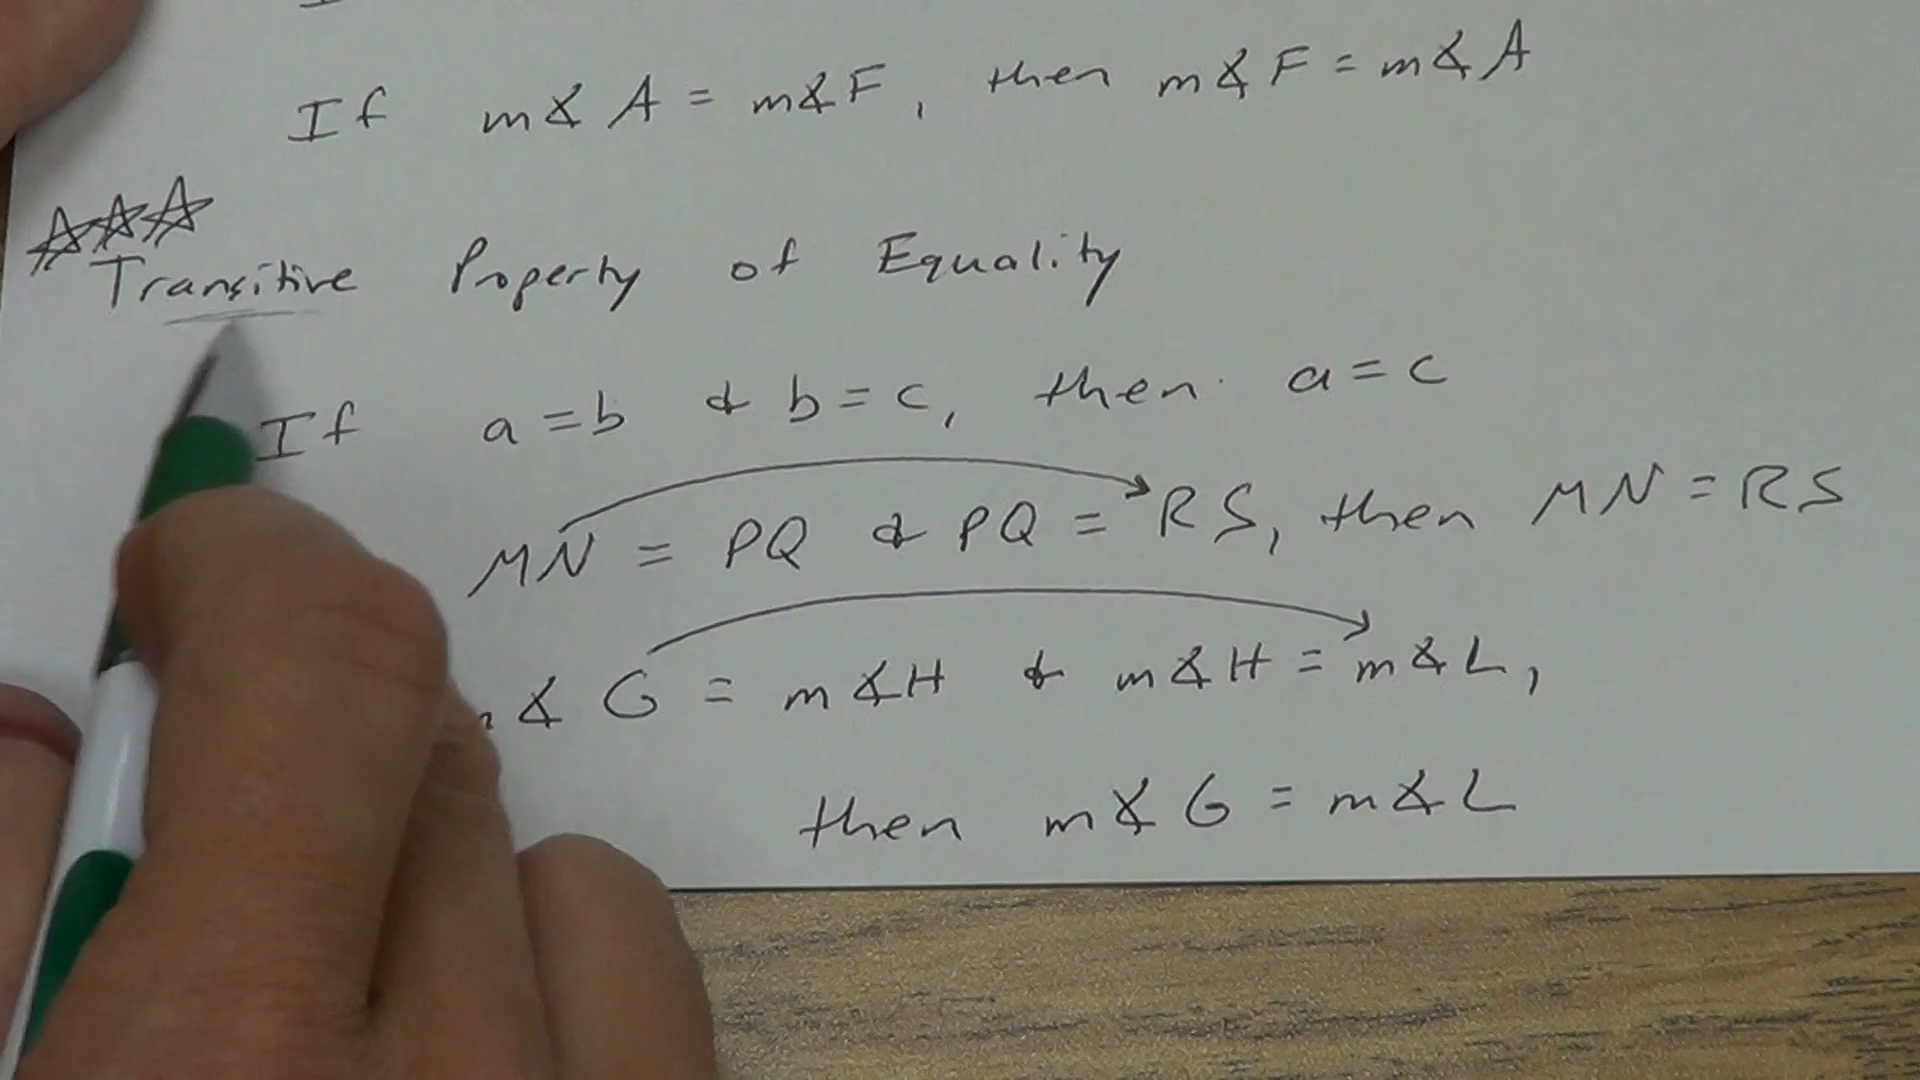 If m∡A = m∡F, then m∡F = m∡A
Transitive Property of Equality
If a=b & b=c, then a=c
MN = PQ & PQ = RS, then MN = RS
∡G = m∡H & m∡H = m∡L,
then m∡G = m∡L